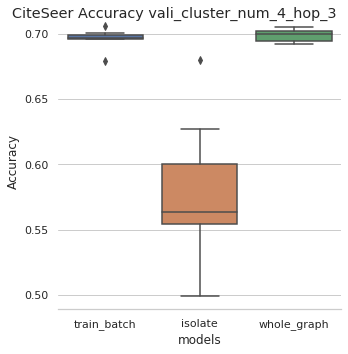 CiteSeer Accuracy vali_cluster_num_4_hop_3
0.70
0.65
0.60
0.55
0.50
Accuracy
train_batch
isolate
whole_graph
models